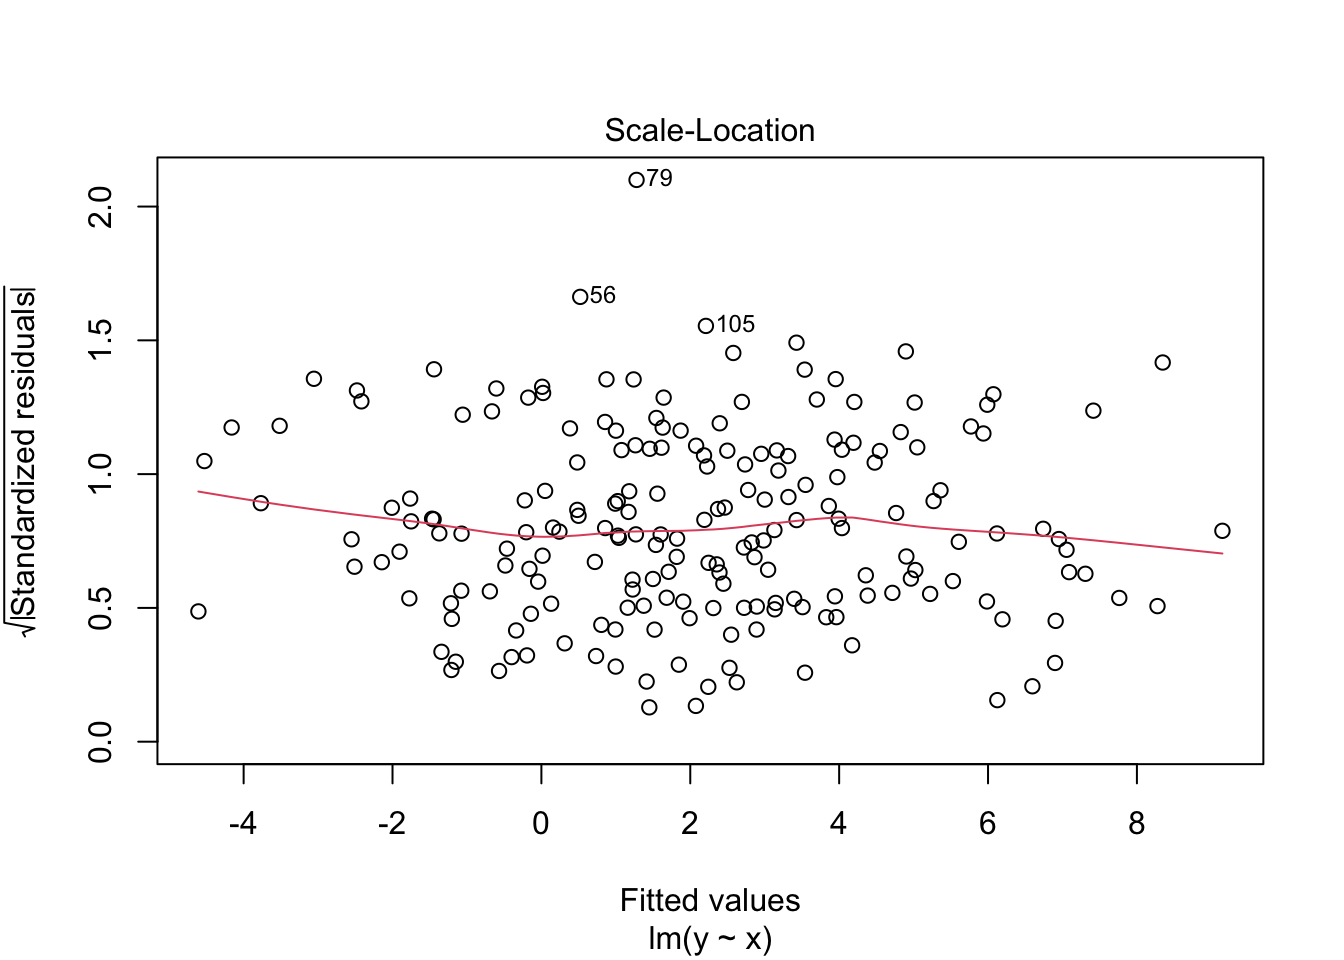 Scale-Location
79
56
105
√|Standardized residuals|
2.0
1.5
1.0
0.5
0.0
-4 -2 0 2 4 6 8
Fitted values
lm(y ~ x)